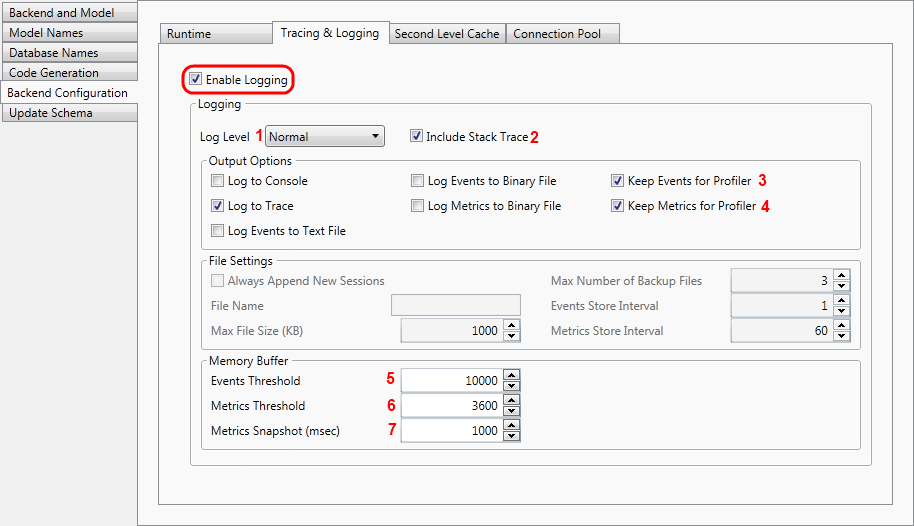 Backend and Model
Model Names
Database Names
Code Generation
Backend Configuration
Update Schema
Runtime
Tracing & Logging
Second Level Cache
Connection Pool
Enable Logging
Logging
Log Level 1 Normal Include Stack Trace 2
Output Options
Log to Console Log Events to Binary File Keep Events for Profiler 3
Log to Trace Log Metrics to Binary File Keep Metrics for Profiler 4
Log Events to Text File
File Settings
Always Append New Sessions Max Number of Backup Files 3
File Name Events Store Interval 1
Max File Size (KB) 1000 Metrics Store Interval 60
Memory Buffer
Events Threshold 5 10000
Metrics Threshold 6 3600
Metrics Snapshot (msec) 7 1000